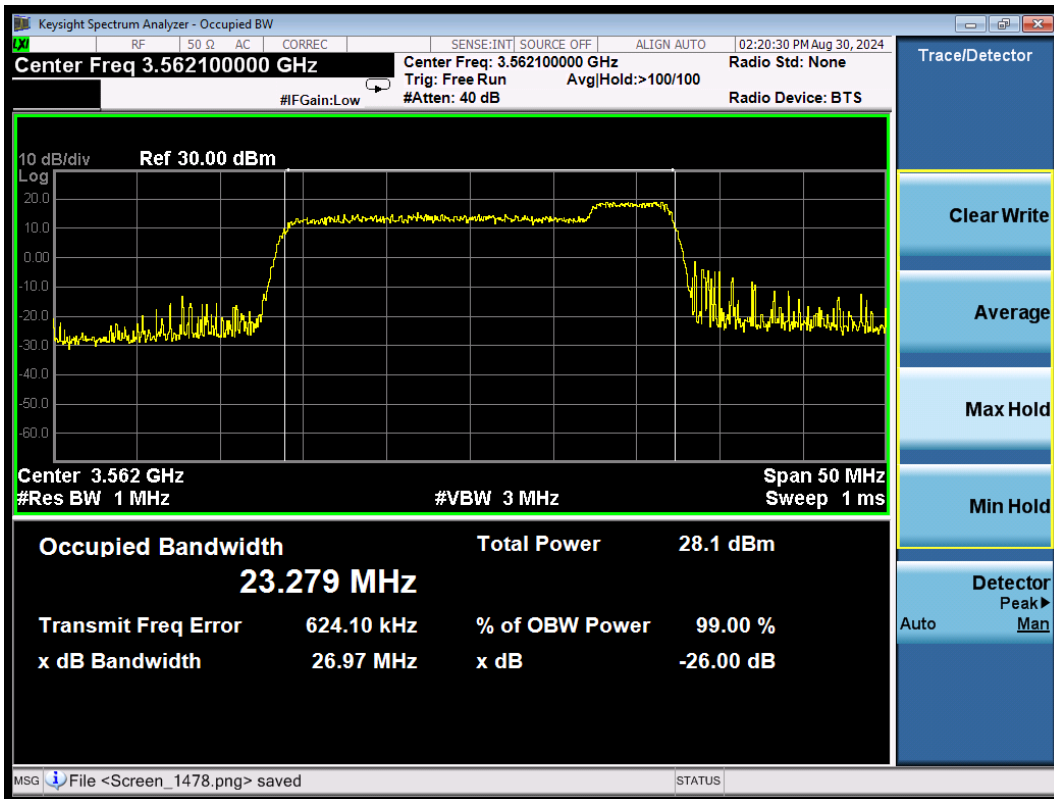 Keysight Spectrum Analyzer - Occupied BW
LXI RF 50 Ω AC CORREC SENSE:INT SOURCE OFF ALIGN AUTO 02:20:30 PM Aug 30, 2024
Center Freq 3.562100000 GHz
Center Freq: 3.562100000 GHz
Radio Std: None
Trig: Free Run Avg|Hold:>100/100
#IFGain:Low #Atten: 40 dB Radio Device: BTS
10 dB/div Ref 30.00 dBm
Log
20.0
10.0
0.00
-10.0
-20.0
-30.0
-40.0
-50.0
-60.0
Center 3.562 GHz Span 50 MHz
#Res BW 1 MHz #VBW 3 MHz Sweep 1 ms
Occupied Bandwidth Total Power 28.1 dBm
23.279 MHz
Transmit Freq Error 624.10 kHz % of OBW Power 99.00 %
x dB Bandwidth 26.97 MHz x dB -26.00 dB
Trace/Detector
Clear Write
Average
Max Hold
Min Hold
Detector
Peak▶
Auto Man
MSG File <Screen_1478.png> saved STATUS